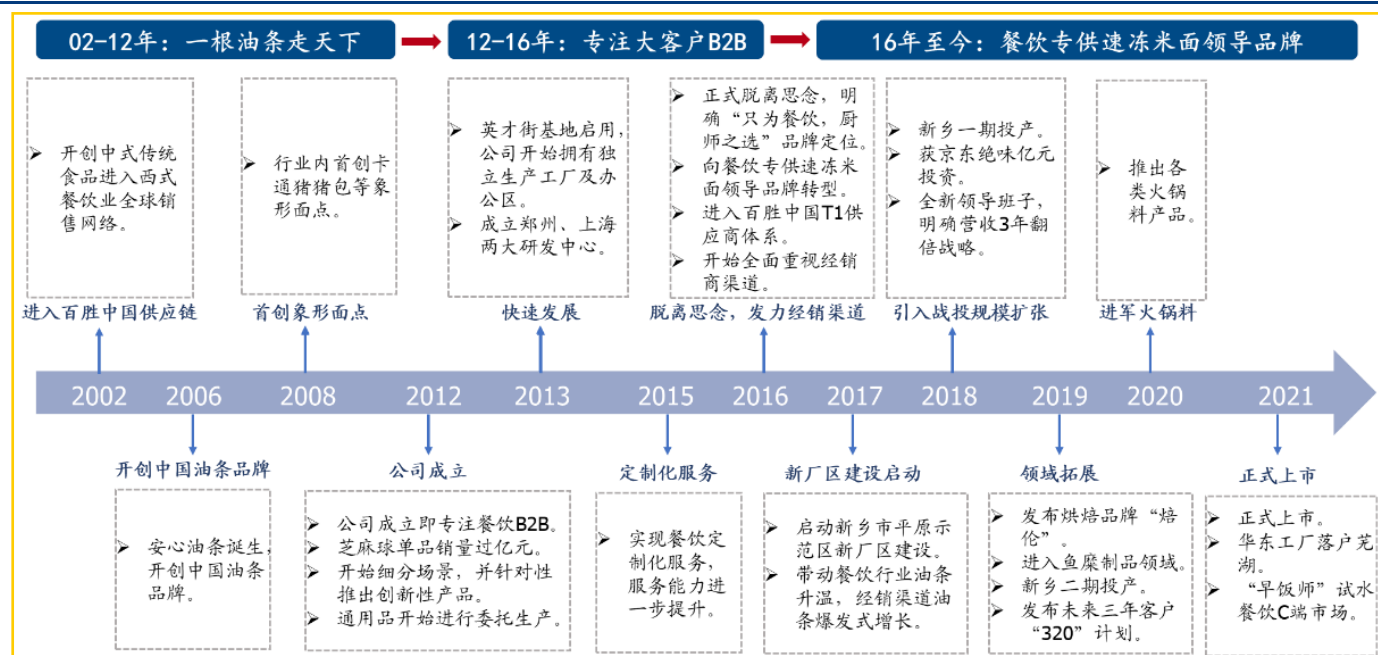 02-12年：一根油条走天下
12-16年：专注大客户B2B
16年至今：餐饮专供速冻米面领导品牌
➢ 开创中式传统
食品进入西式
餐饮业全球销
售网络。
进入百胜中国供应链
➢ 行业内首创卡
通猪猪包等象
形面点。
首创象形面点
➢ 英才街基地启用，
公司开始拥有独
立生产工厂及办
公区。
➢ 成立郑州、上海
两大研发中心。
快速发展
➢ 正式脱离思念，明
确“只为餐饮，厨
师之选”品牌定位。
➢ 向餐饮专供速冻米
面领导品牌转型。
➢ 进入百胜中国T1供
应商体系。
➢ 开始全面重视经销
商渠道。
脱离思念，发力经销渠道
➢ 新乡一期投产。
➢ 获京东绝味亿元
投资。
➢ 全新领导班子，
明确营收3年翻
倍战略。
引入战投规模扩张
➢ 推出各
类火锅
料产品。
进军火锅料
2002 2006 2008 2012 2013 2015 2016 2017 2018 2019 2020 2021
开创中国油条品牌
➢ 安心油条诞生，
开创中国油条
品牌。
公司成立
➢ 公司成立即专注餐饮B2B。
➢ 芝麻球单品销量过亿元。
➢ 开始细分场景，并针对性
推出创新性产品。
➢ 通用品开始进行委托生产。
定制化服务
➢ 实现餐饮定
制化服务，
服务能力进
一步提升。
新厂区建设启动
➢ 启动新乡市平原示
范区新厂区建设。
➢ 带动餐饮行业油条
升温，经销渠道油
条爆发式增长。
领域拓展
➢ 发布烘焙品牌“焙
伦”。
➢ 进入鱼糜制品领域。
➢ 新乡二期投产。
➢ 发布未来三年客户
“320”计划。
正式上市
➢ 正式上市。
➢ 华东工厂落户芜
湖。
➢ “早饭师”试水
餐饮C端市场。